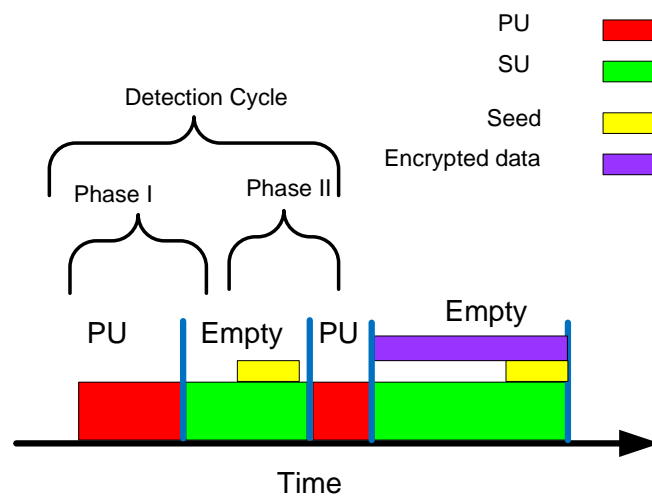 PU
SU
Detection Cycle
Seed
Encrypted data
Phase I
Phase II
PU
Empty
PU
Empty
Time